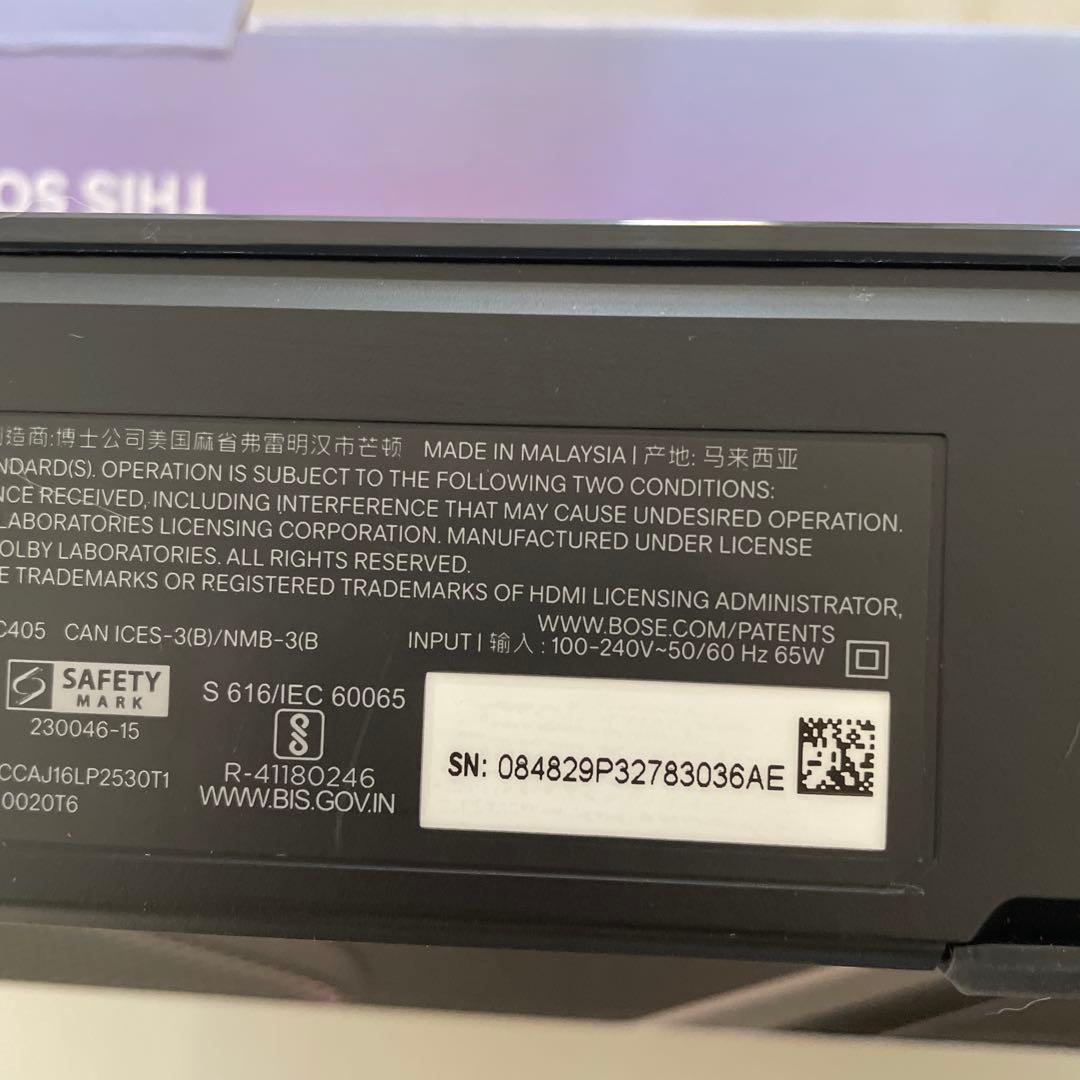 THIS SO
造商:博士公司美国麻省弗雷明汉市芒顿 MADE IN MALAYSIA | 产地: 马来西亚
NDARD(S). OPERATION IS SUBJECT TO THE FOLLOWING TWO CONDITIONS:
NCE RECEIVED, INCLUDING INTERFERENCE THAT MAY CAUSE UNDESIRED OPERATION.
LABORATORIES LICENSING CORPORATION. MANUFACTURED UNDER LICENSE
OLBY LABORATORIES. ALL RIGHTS RESERVED.
E TRADEMARKS OR REGISTERED TRADEMARKS OF HDMI LICENSING ADMINISTRATOR,
WWW.BOSE.COM/PATENTS
C405 CAN ICES-3(B)/NMB-3(B
INPUT | 输入 : 100-240V~50/60 Hz 65W
SAFETY
MARK
230046-15
S 616/IEC 60065
R-41180246
WWW.BIS.GOV.IN
CCAJ16LP2530T1
0020T6
SN: 084829P32783036AE